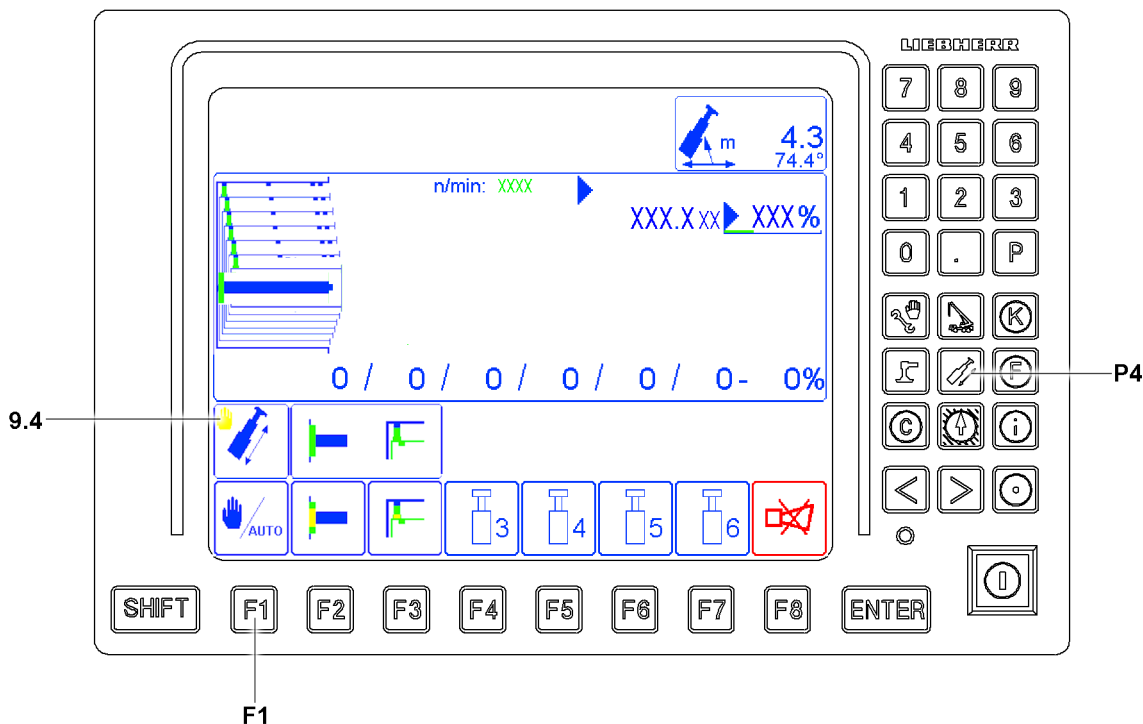 LIEBHERR
7 8 9
m 4.3
74.4°
4 5 6
n/min: XXXX
XXX.X XX XXX%
1 2 3
0 . P
K
0 / 0 / 0 / 0 / 0 / 0 - 0%
F
P4
9.4
C i
AUTO 3 4 5 6
< >
SHIFT F1 F2 F3 F4 F5 F6 F7 F8 ENTER
F1